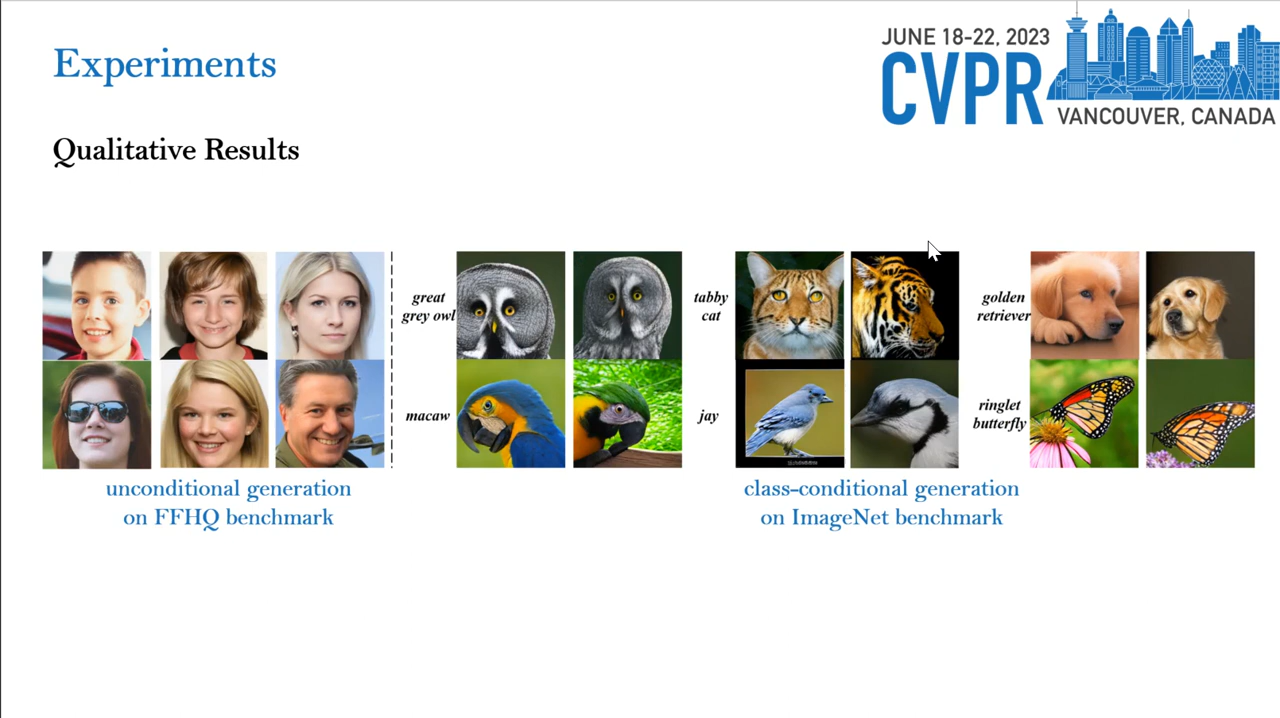 Experiments
JUNE 18-22, 2023
CVPR
VANCOUVER, CANADA
Qualitative Results
great
grey owl
tabby
cat
golden
retriever
macaw
jay
ringlet
butterfly
unconditional generation
on FFHQ benchmark
class-conditional generation
on ImageNet benchmark